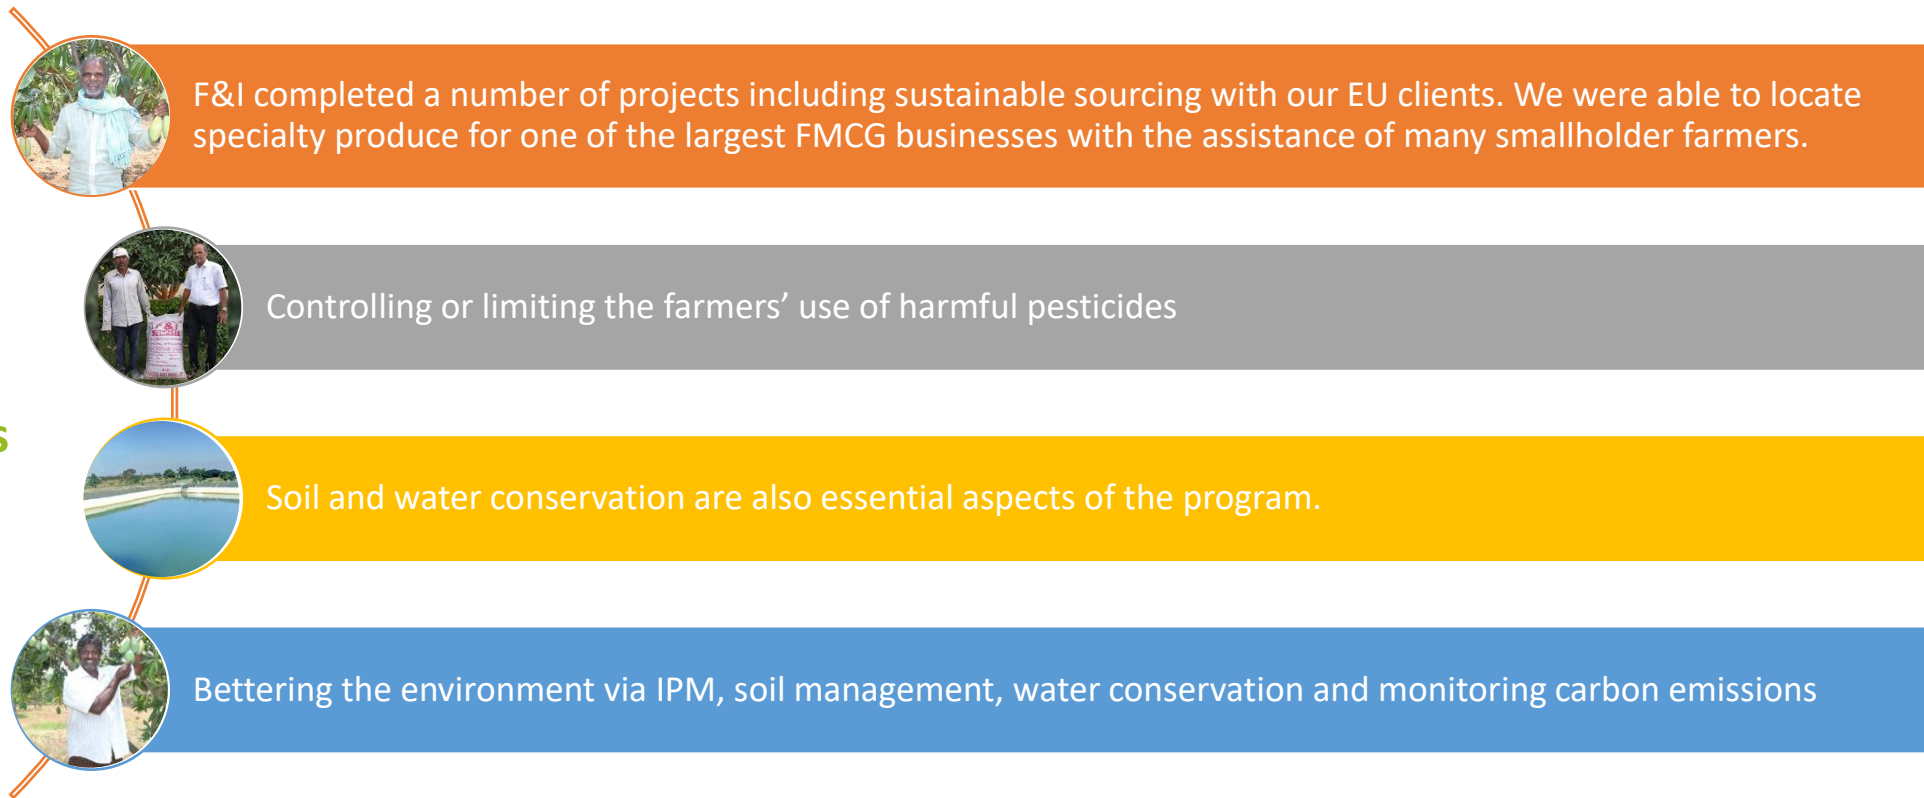 F&I completed a number of projects including sustainable sourcing with our EU clients. We were able to locate
specialty produce for one of the largest FMCG businesses with the assistance of many smallholder farmers.
Controlling or limiting the farmers’ use of harmful pesticides
s
Soil and water conservation are also essential aspects of the program.
Bettering the environment via IPM, soil management, water conservation and monitoring carbon emissions